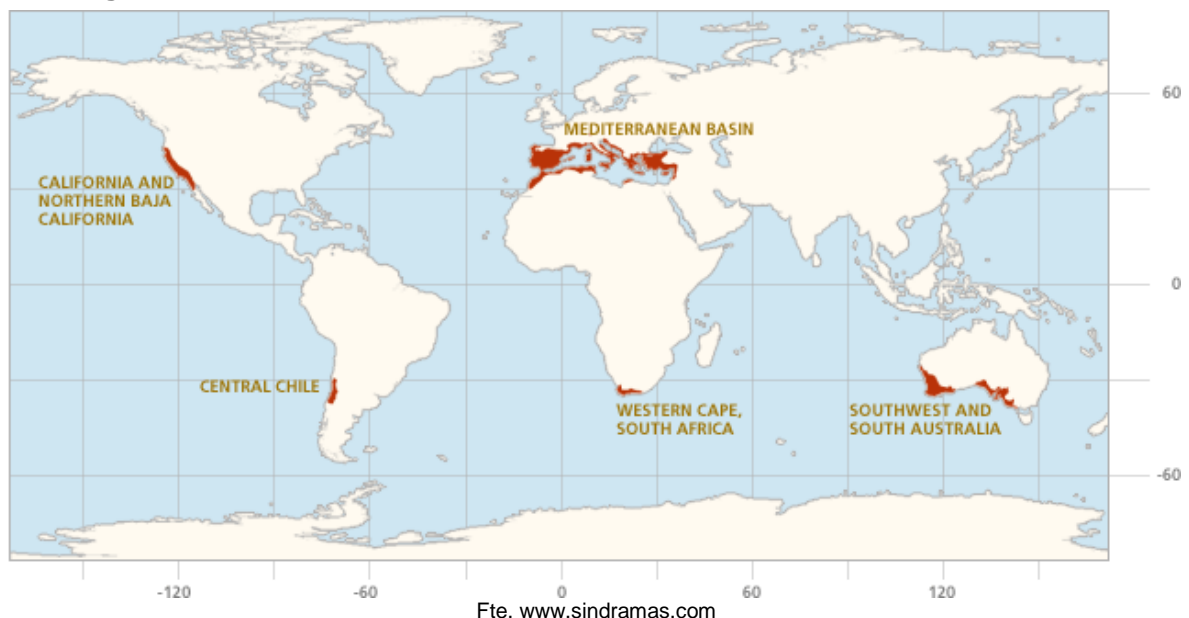 60
MEDITERRANEAN BASIN
CALIFORNIA AND
NORTHERN BAJA
CALIFORNIA
0
CENTRAL CHILE
WESTERN CAPE,
SOUTH AFRICA
SOUTHWEST AND
SOUTH AUSTRALIA
-60
-120
-60
0
60
120
Fte. www.sindramas.com